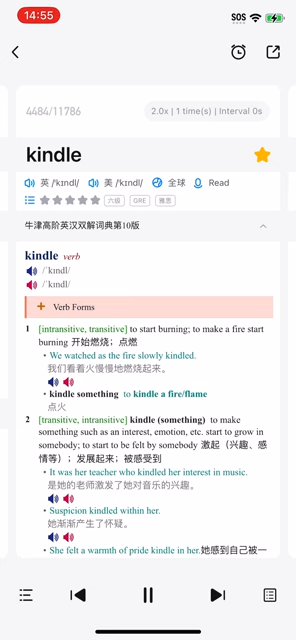 14:55
SOS
4484/11786
2.0x | 1 time(s) | Interval 0s
kindle
英 /ˈkɪndl/ 美 /ˈkɪndl/ 全球 Read
六级 GRE 雅思
牛津高阶英汉双解词典第10版
kindle verb
/ˈkɪndl/
/ˈkɪndl/
+ Verb Forms
1 [intransitive, transitive] to start burning; to make a fire start
burning 开始燃烧；点燃
• We watched as the fire slowly kindled.
我们看着火慢慢地燃烧起来。
• kindle something to kindle a fire/flame
点火
2 [transitive, intransitive] kindle (something) to make
something such as an interest, emotion, etc. start to grow in
somebody; to start to be felt by somebody 激起（兴趣、感
情等）；发展起来；被感受到
• It was her teacher who kindled her interest in music.
是她的老师激发了她对音乐的兴趣。
• Suspicion kindled within her.
她渐渐产生了怀疑。
• She felt a warmth of pride kindle in her.她感到自己被一